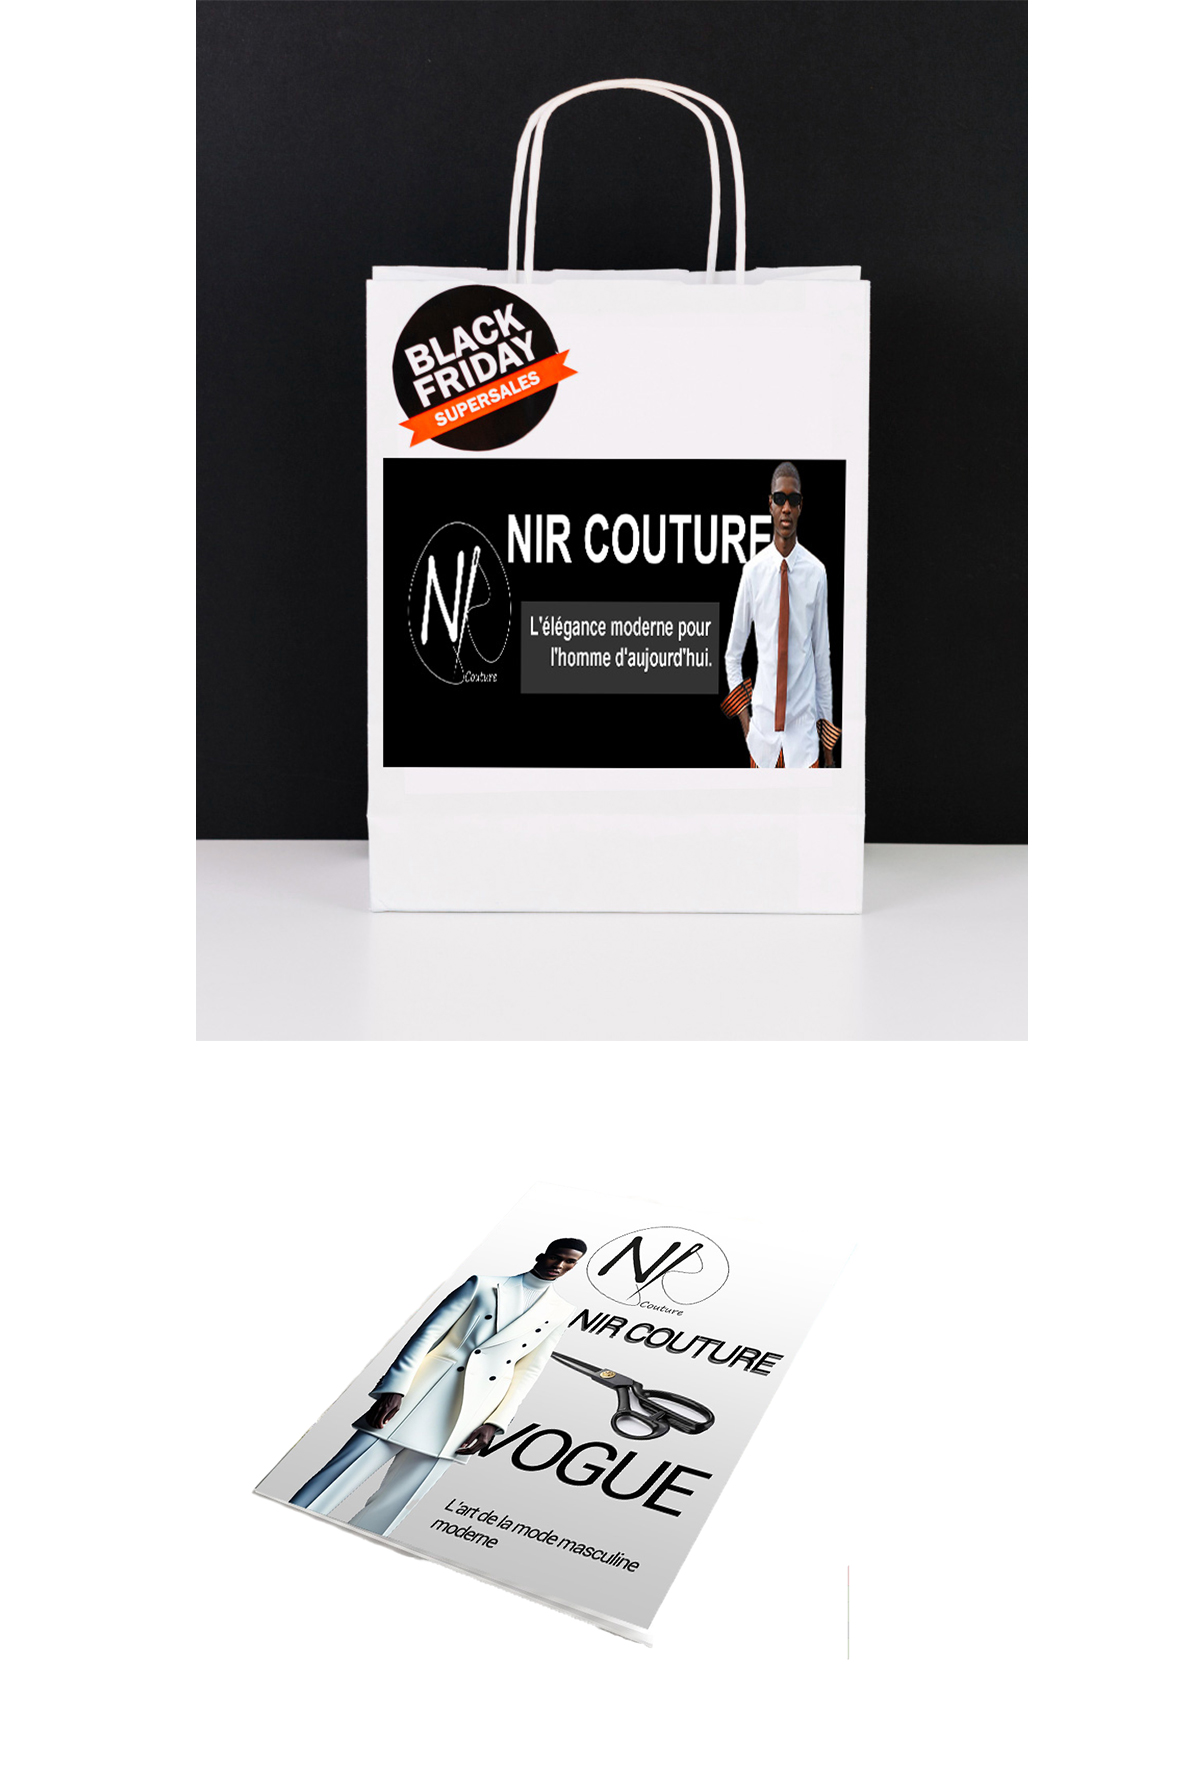 BLACK
FRIDAY
SUPERSALES
NIR COUTURE
NR
Couture
L'élégance moderne pour
l'homme d'aujourd'hui.
NR
Couture
NIR COUTURE
VOGUE
L'art de la mode masculine
moderne